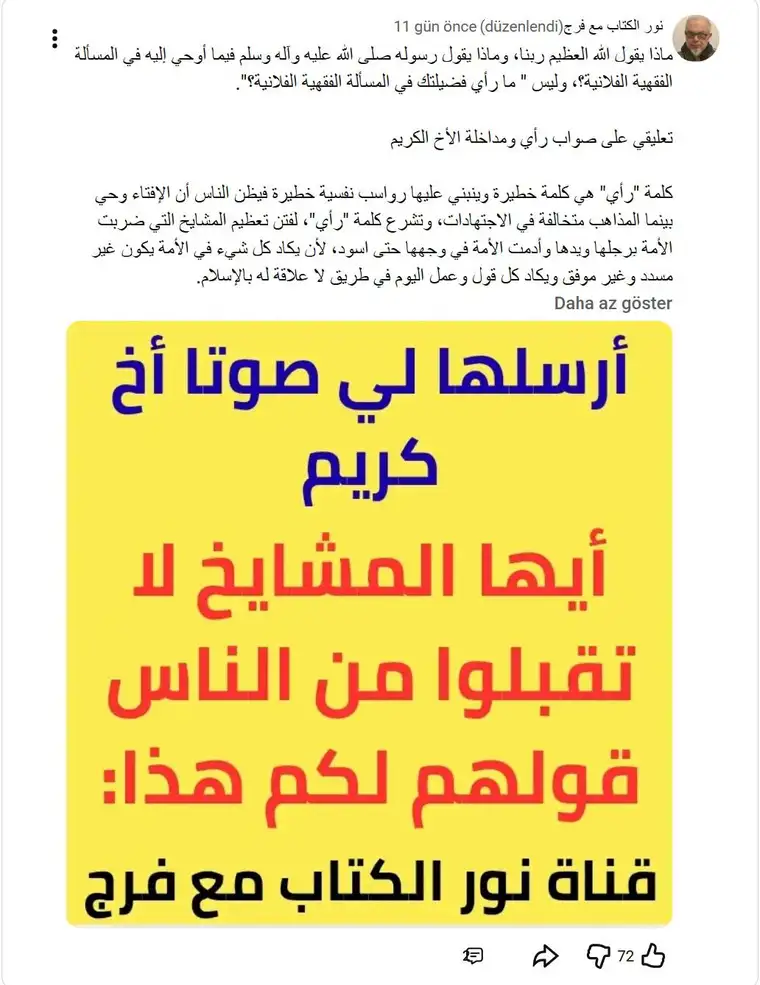 نور الكتاب مع فرج 11 gün önce (düzenlendi)
ماذا يقول الله العظيم ربنا، وماذا يقول رسوله صلى الله عليه وآله وسلم فيما أوحي إليه في المسألة
الفقهية الفلانية؟، وليس " ما رأي فضيلتك في المسألة الفقهية الفلانية؟".
تعليقي على صواب رأي ومداخلة الأخ الكريم
كلمة "رأي" هي كلمة خطيرة وينبني عليها رواسب نفسية خطيرة فيظن الناس أن الإفتاء وحي
بينما المذاهب متخالفة في الاجتهادات، وتشرع كلمة "رأي"، لفتن تعظيم المشايخ التي ضربت
الأمة برجلها ويدها وأدمت الأمة في وجهها حتى اسود، لأن يكاد كل شيء في الأمة يكون غير
مسدد وغير موفق ويكاد كل قول وعمل اليوم في طريق لا علاقة له بالإسلام.
Daha az göster
أرسلها لي صوتا أخ
كريم
أيها المشايخ لا
تقبلوا من الناس
قولهم لكم هذا:
قناة نور الكتاب مع فرج
72